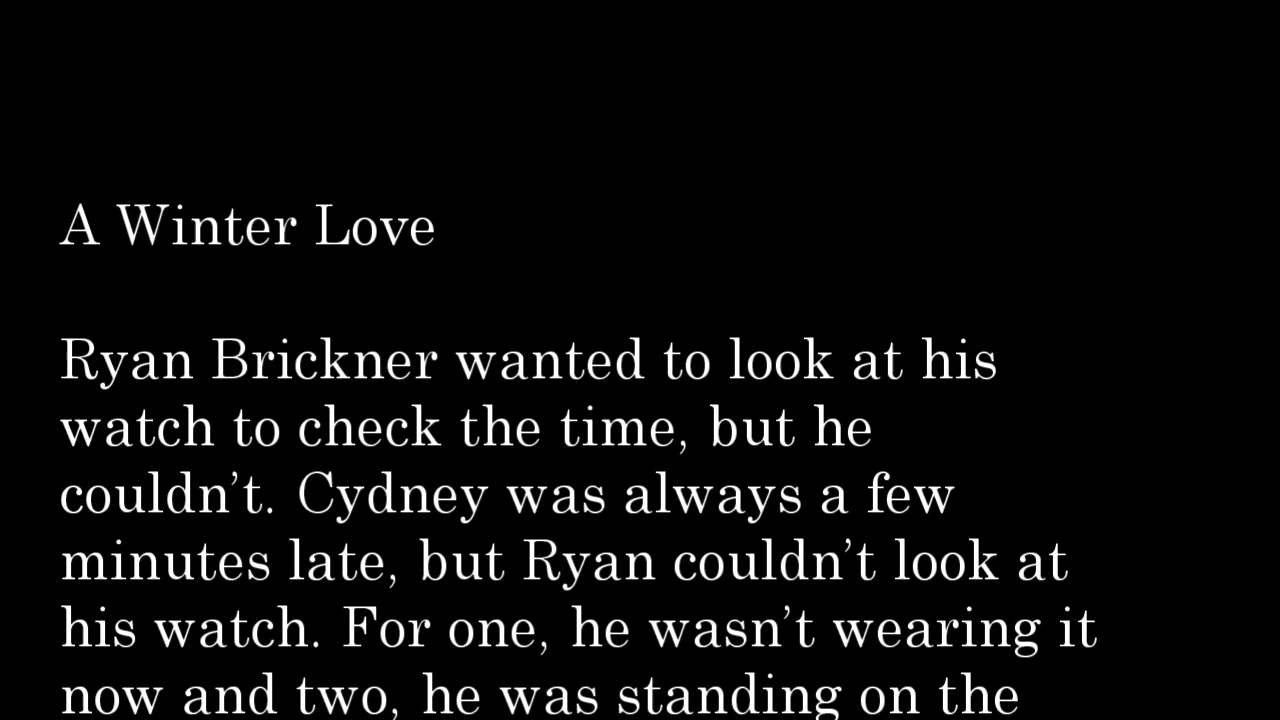 A Winter Love
Ryan Brickner wanted to look at his
watch to check the time, but he
couldn’t. Cydney was always a few
minutes late, but Ryan couldn’t look at
his watch. For one, he wasn’t wearing it
now and two, he was standing on the